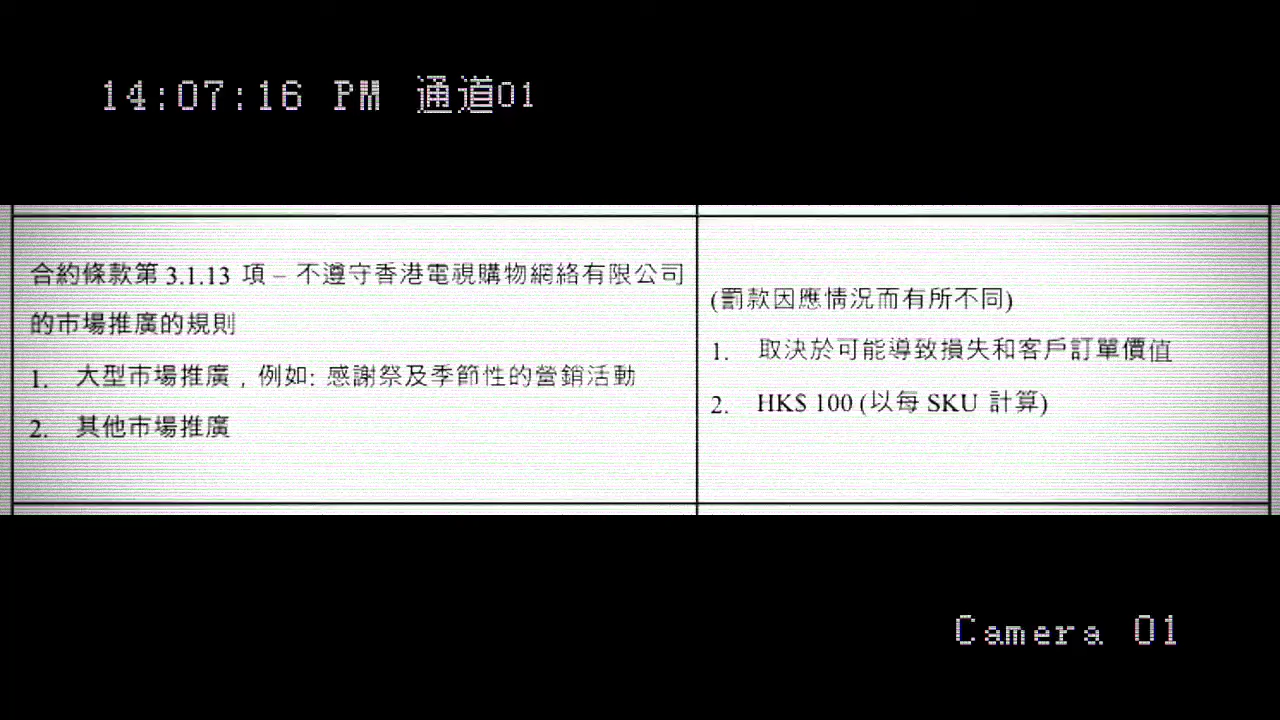 14:07:16 PM 通道01
合約條款第 3.1.13 項 – 不遵守香港電視購物網絡有限公司
的市場推廣的規則
1. 大型市場推廣，例如: 感謝祭及季節性的營銷活動
2. 其他市場推廣
(罰款因應情況而有所不同)
1. 取決於可能導致損失和客戶訂單價值
2. HK$ 100 (以每 SKU 計算)
Camera 01